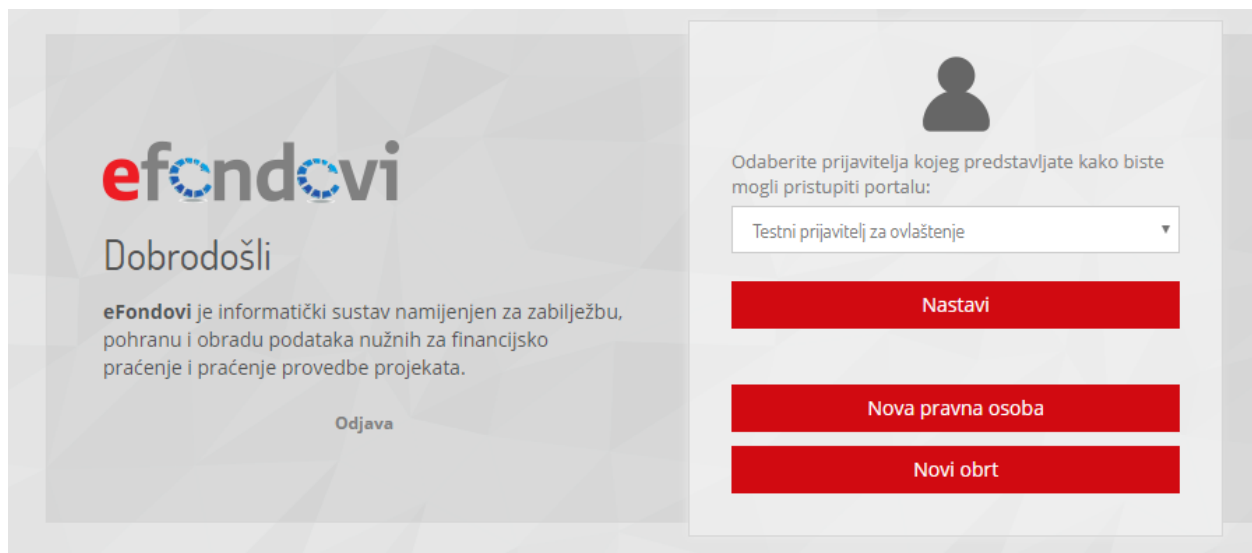 efondovi
Dobrodošli
eFondovi je informatički sustav namijenjen za zabilježbu,
pohranu i obradu podataka nužnih za financijsko
praćenje i praćenje provedbe projekata.
Odjava
Odaberite prijavitelja kojeg predstavljate kako biste
mogli pristupiti portalu:
Testni prijavitelj za ovlaštenje
Nastavi
Nova pravna osoba
Novi obrt